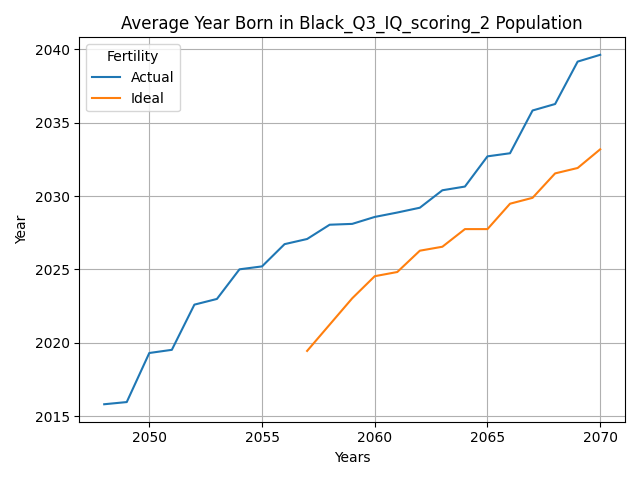 Average Year Born in Black_Q3_IQ_scoring_2 Population
Fertility
Actual
Ideal
2040
2035
2030
2025
2020
2015
Year
2050
2055
2060
2065
2070
Years